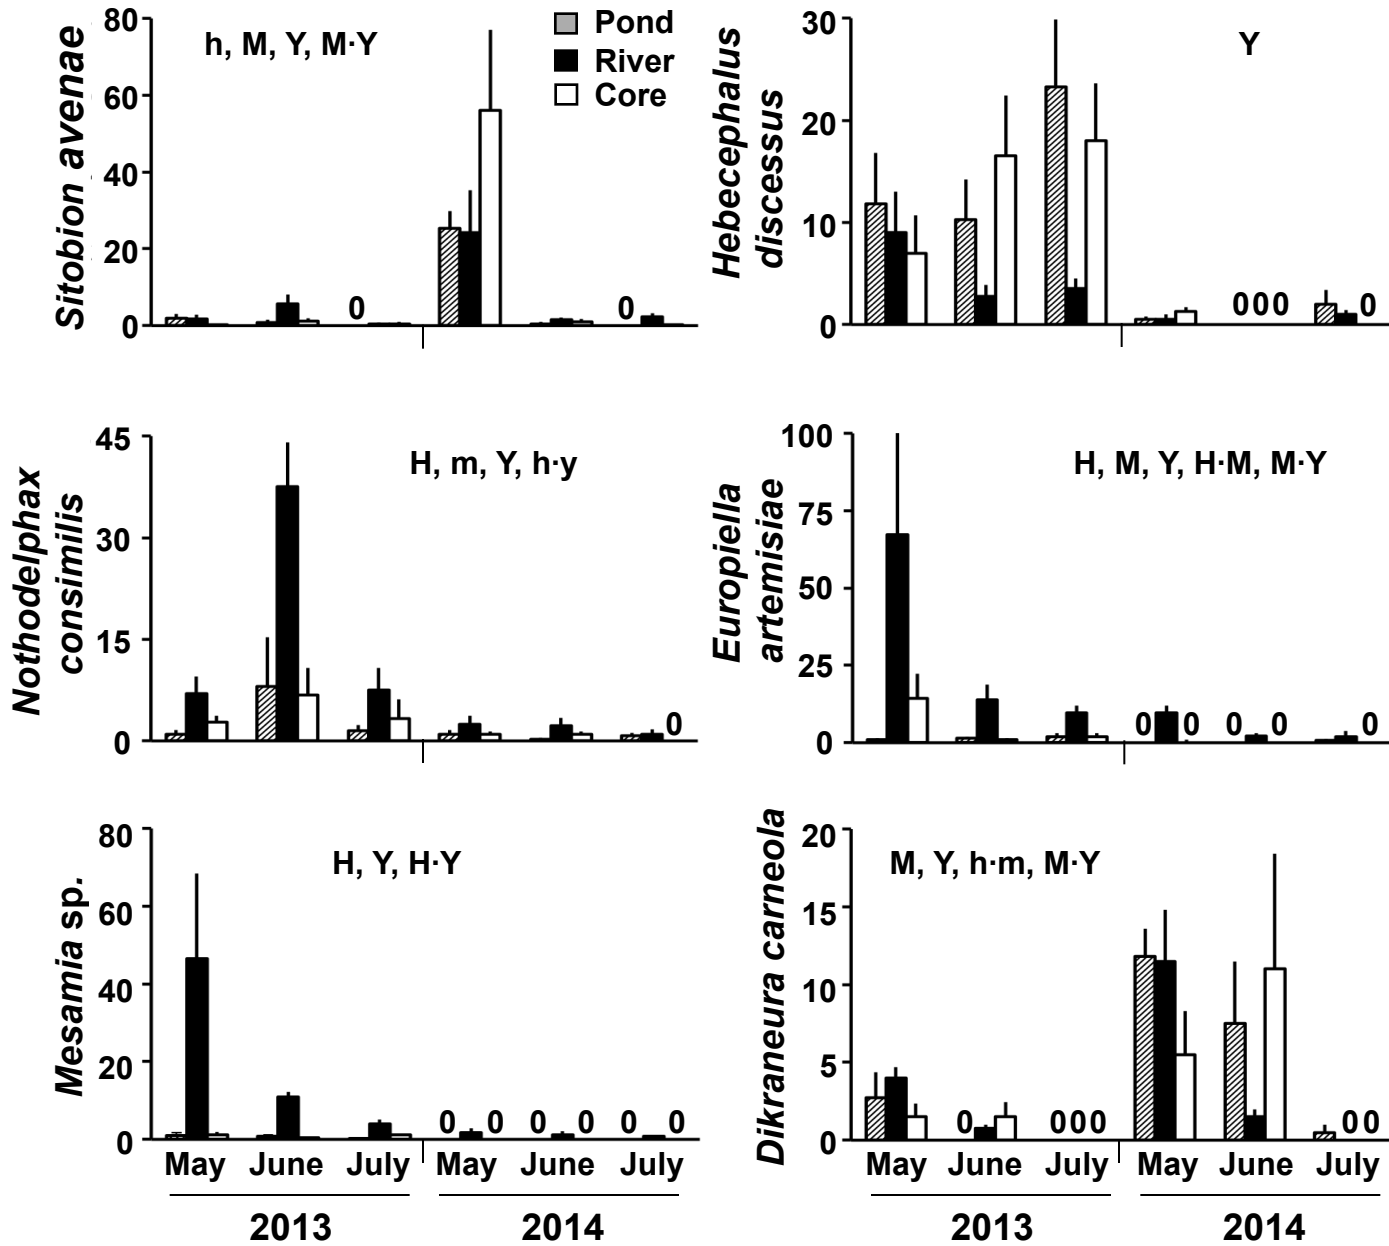 Sitobion avenae
80
60
40
20
0
h, M, Y, M·Y
Pond
River
Core
0
0
Hebecephalus
discessus
30
20
10
0
Y
000
0
Nothodelphax
consimilis
45
30
15
0
H, m, Y, h·y
0
Europiella
artemisiae
100
75
50
25
0
H, M, Y, H·M, M·Y
0 0 0 0 0
Mesamia sp.
80
60
40
20
0
H, Y, H·Y
0 0 0 0 0 0
May June July May June July
2013 2014
Dikraneura carneola
20
15
10
5
0
M, Y, h·m, M·Y
0 000 00
May June July May June July
2013 2014